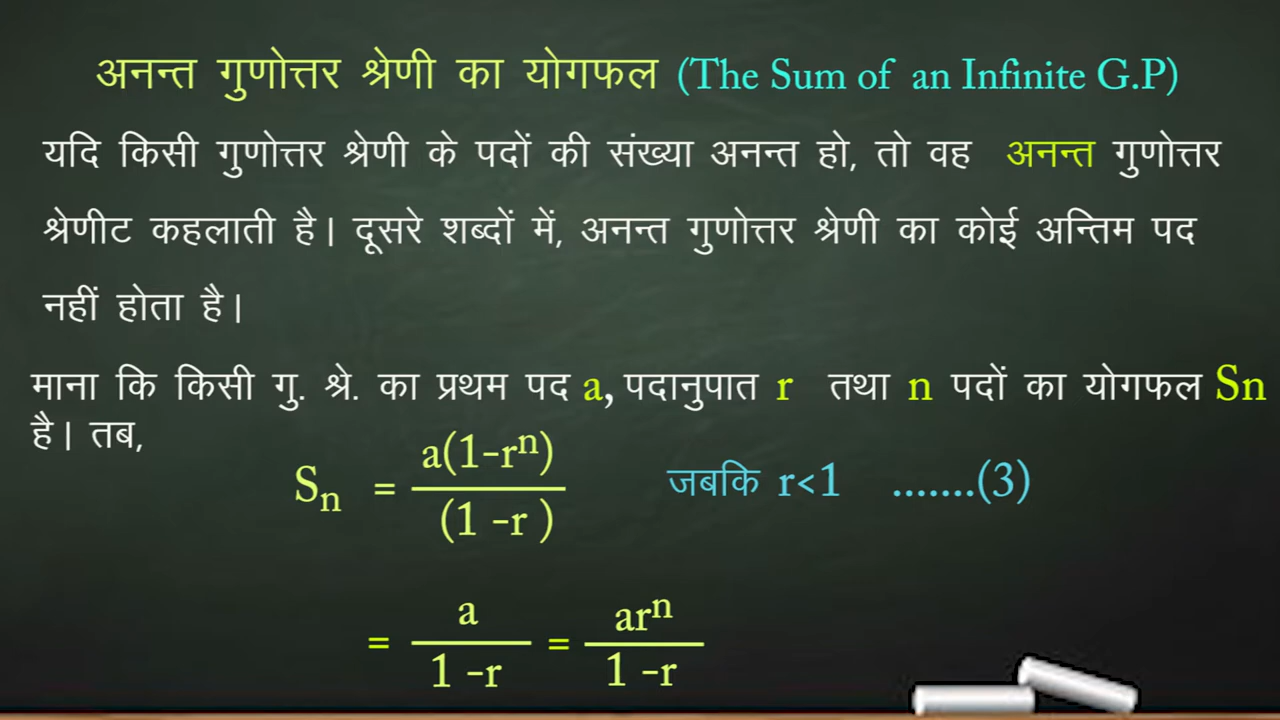 अनन्त गुणोत्तर श्रेणी का योगफल (The Sum of an Infinite G.P)
यदि किसी गुणोत्तर श्रेणी के पदों की संख्या अनन्त हो, तो वह अनन्त गुणोत्तर
श्रेणीट कहलाती है। दूसरे शब्दों में, अनन्त गुणोत्तर श्रेणी का कोई अन्तिम पद
नहीं होता है।
माना कि किसी गु. श्रे. का प्रथम पद a, पदानुपात r तथा n पदों का योगफल Sn
है। तब,
Sₙ = a(1-rⁿ) / (1 -r ) जबकि r<1 .......(3)
= a / 1 -r = arⁿ / 1 -r